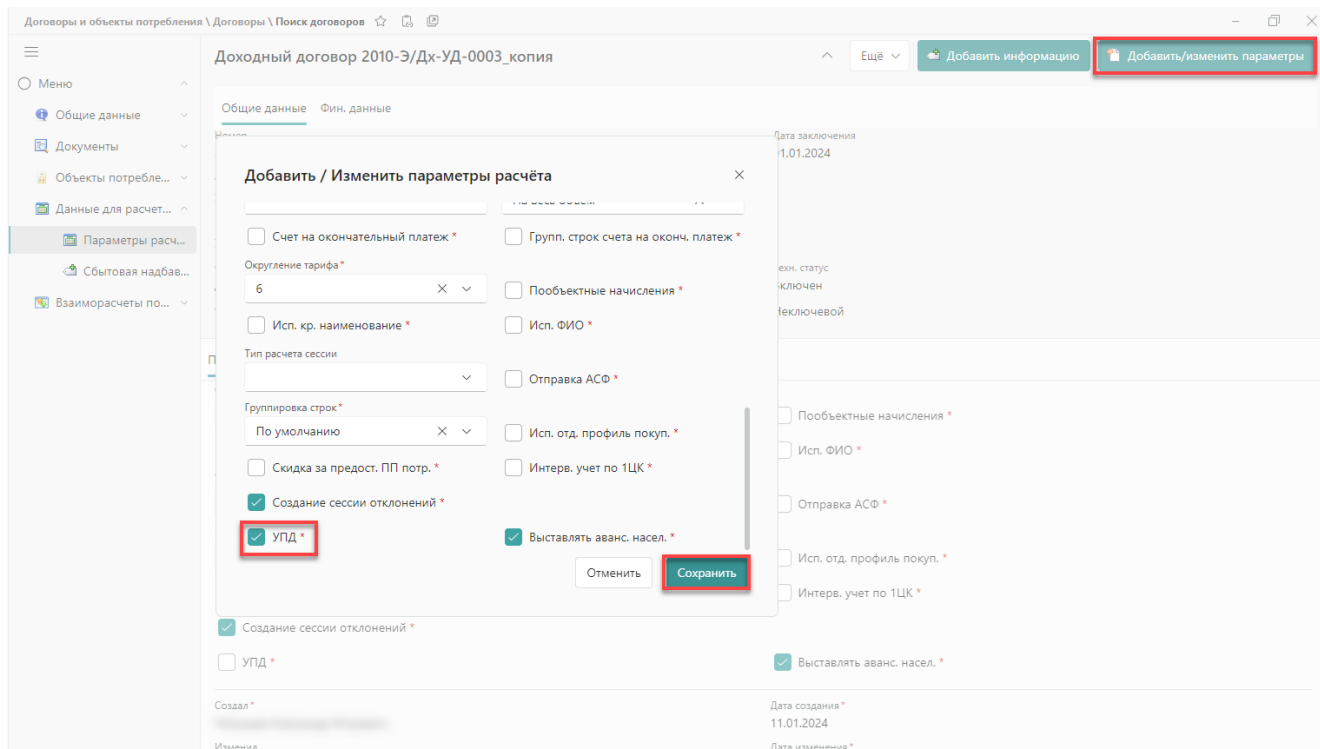 Договоры и объекты потребления \ Договоры \ Поиск договоров
Доходный договор 2010-Э/Дх-УД-0003_копия
Ещё
Добавить информацию
Добавить/изменить параметры
Меню
Общие данные
Документы
Объекты потребле...
Данные для расчет...
Параметры расч...
Сбытовая надбав...
Взаиморасчеты по...
Общие данные Фин. данные
Номер
Дата заключения
01.01.2024
Добавить / Изменить параметры расчёта
На весь объем
Счет на окончательный платеж *
Групп. строк счета на оконч. платеж *
Округление тарифа *
6
Пообъектные начисления *
Исп. кр. наименование *
Исп. ФИО *
Тип расчета сессии
Отправка АСФ *
Группировка строк *
По умолчанию
Исп. отд. профиль покуп. *
Скидка за предост. ПП потр. *
Интерв. учет по 1ЦК *
Создание сессии отклонений *
УПД *
Выставлять аванс. насел. *
Отменить
Сохранить
ехн. статус
ключен
Неключевой
П
Пообъектные начисления *
Исп. ФИО *
Отправка АСФ *
Исп. отд. профиль покуп. *
Интерв. учет по 1ЦК *
Создание сессии отклонений *
УПД *
Выставлять аванс. насел. *
Создал *
Дата создания *
11.01.2024
Изменил
Дата изменения *